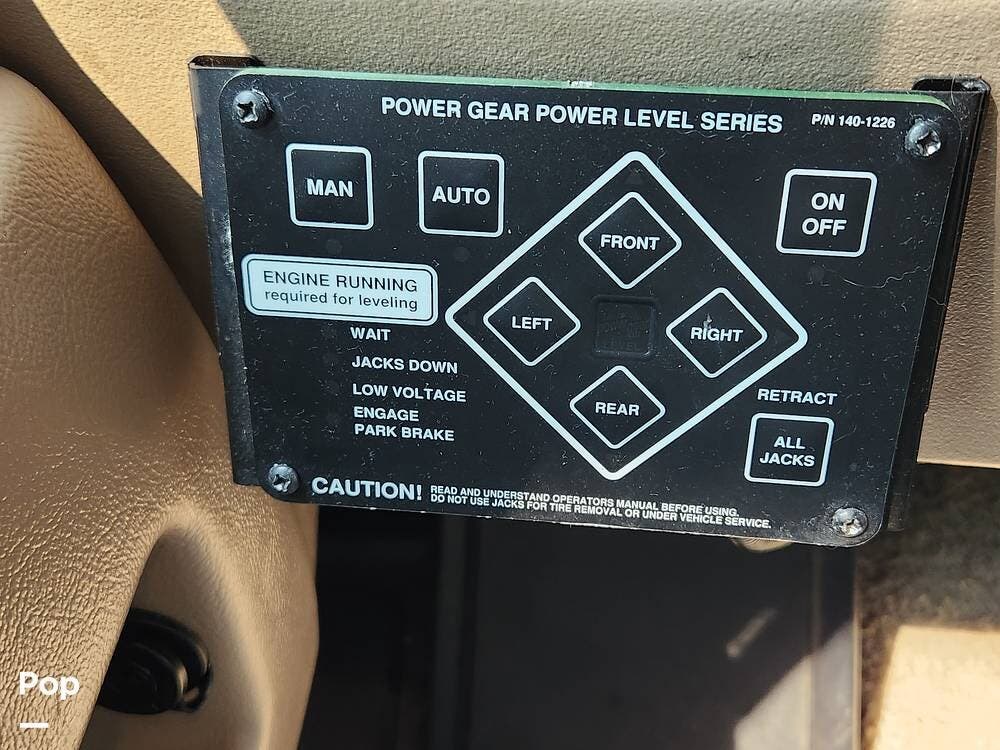 POWER GEAR POWER LEVEL SERIES
P/N 140-1226
MAN
AUTO
ON
OFF
FRONT
LEFT
RIGHT
REAR
ENGINE RUNNING
required for leveling
WAIT
JACKS DOWN
LOW VOLTAGE
ENGAGE
PARK BRAKE
RETRACT
ALL
JACKS
CAUTION!
READ AND UNDERSTAND OPERATORS MANUAL BEFORE USING.
DO NOT USE JACKS FOR TIRE REMOVAL OR UNDER VEHICLE SERVICE.
Pop